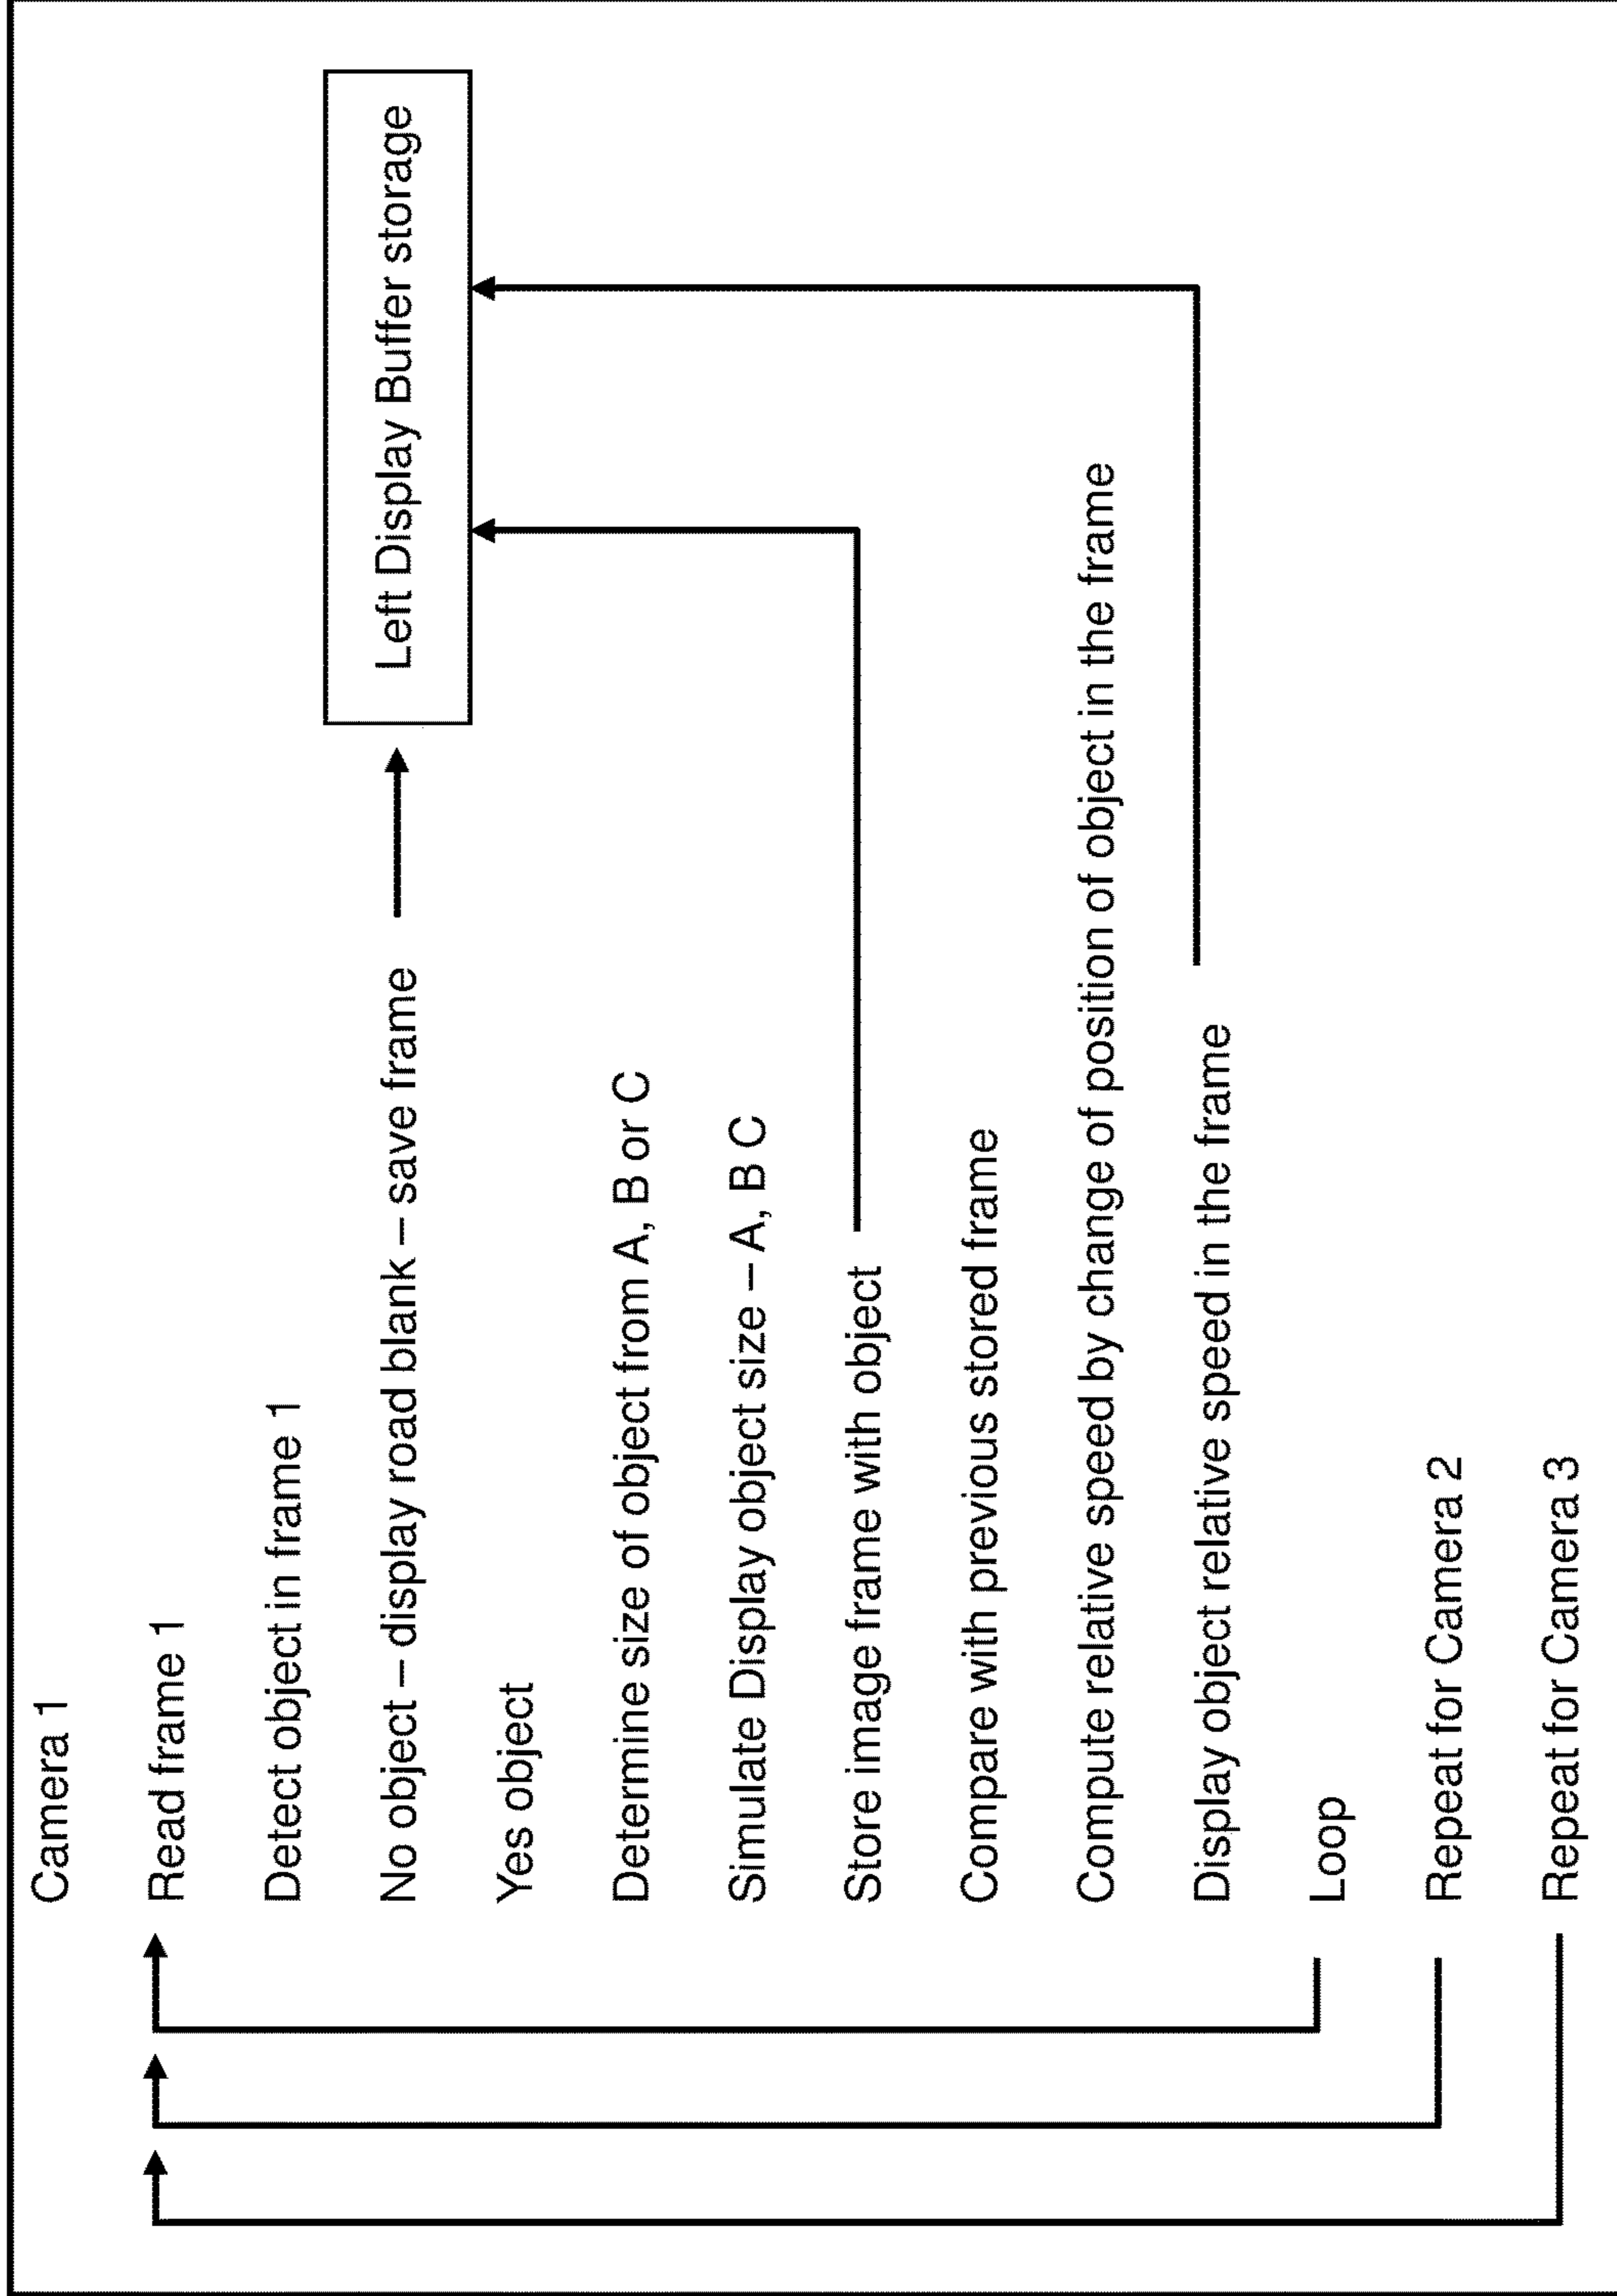 Camera 1
Read frame 1
Detect object in frame 1
No object – display road blank – save frame
Left Display Buffer storage
Yes object
Determine size of object from A, B or C
Simulate Display object size – A, B C
Store image frame with object
Compare with previous stored frame
Compute relative speed by change of position of object in the frame
Display object relative speed in the frame
Loop
Repeat for Camera 2
Repeat for Camera 3